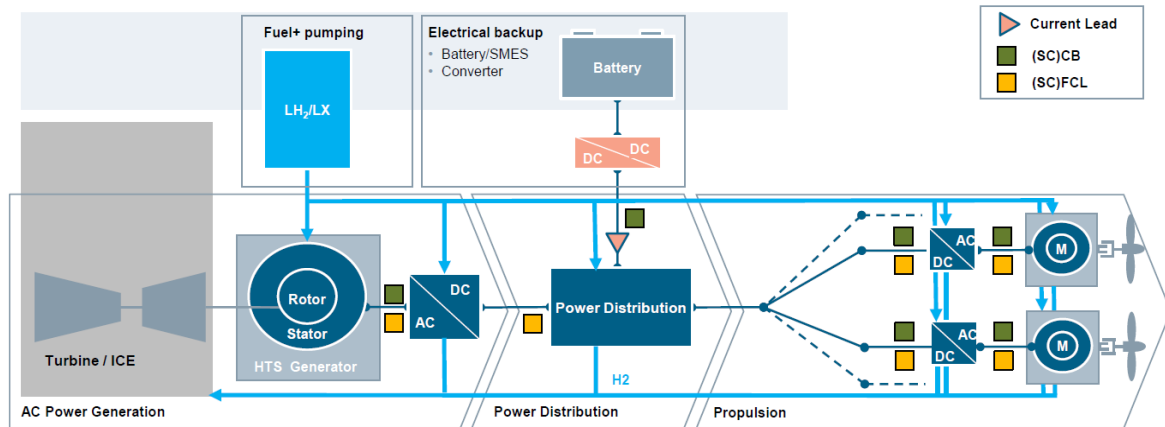 Fuel+ pumping
LH2/LX
Electrical backup
• Battery/SMES
• Converter
Battery
DC DC
Current Lead
(SC)CB
(SC)FCL
Rotor
Stator
HTS Generator
Turbine / ICE
AC Power Generation
DC
AC
Power Distribution
H2
Power Distribution
AC
DC
M
AC
DC
M
Propulsion